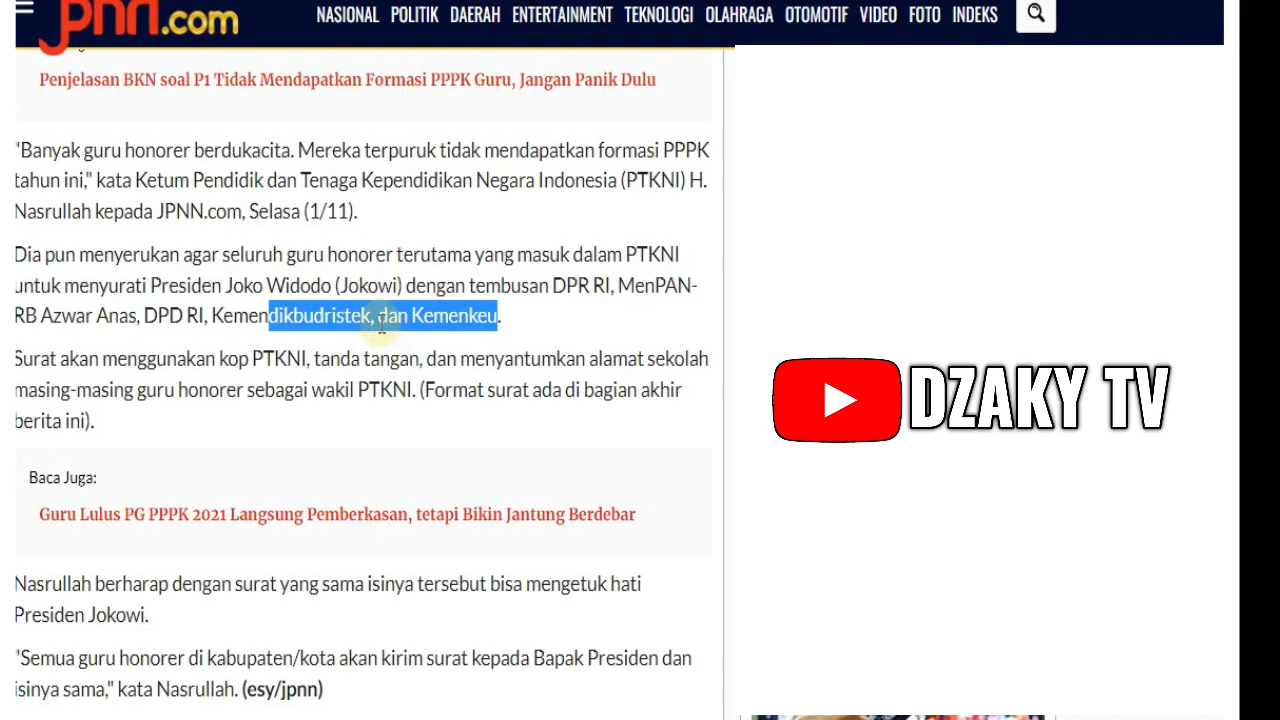 jpnn.com
NASIONAL POLITIK DAERAH ENTERTAINMENT TEKNOLOGI OLAHRAGA OTOMOTIF VIDEO FOTO INDEKS
Penjelasan BKN soal P1 Tidak Mendapatkan Formasi PPPK Guru, Jangan Panik Dulu
"Banyak guru honorer berdukacita. Mereka terpuruk tidak mendapatkan formasi PPPK
tahun ini," kata Ketum Pendidik dan Tenaga Kependidikan Negara Indonesia (PTKNI) H.
Nasrullah kepada JPNN.com, Selasa (1/11).
Dia pun menyerukan agar seluruh guru honorer terutama yang masuk dalam PTKNI
untuk menyurati Presiden Joko Widodo (Jokowi) dengan tembusan DPR RI, MenPAN-
RB Azwar Anas, DPD RI, Kemendikbudristek, dan Kemenkeu.
Surat akan menggunakan kop PTKNI, tanda tangan, dan menyantumkan alamat sekolah
masing-masing guru honorer sebagai wakil PTKNI. (Format surat ada di bagian akhir
berita ini).
DZAKY TV
Baca Juga:
Guru Lulus PG PPPK 2021 Langsung Pemberkasan, tetapi Bikin Jantung Berdebar
Nasrullah berharap dengan surat yang sama isinya tersebut bisa mengetuk hati
Presiden Jokowi.
"Semua guru honorer di kabupaten/kota akan kirim surat kepada Bapak Presiden dan
isinya sama," kata Nasrullah. (esy/jpnn)